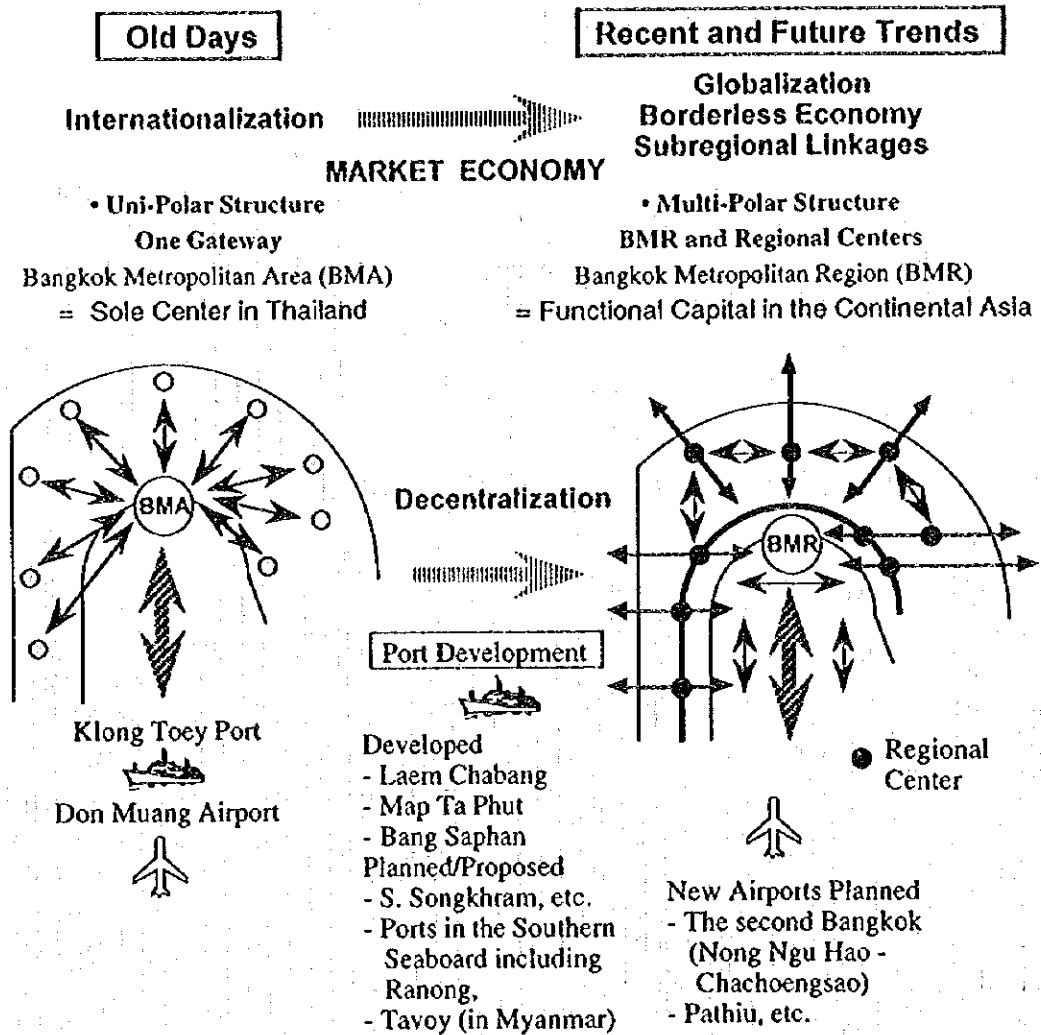 Old Days
Recent and Future Trends
Internationalization
Globalization
Borderless Economy
Subregional Linkages
MARKET ECONOMY
• Uni-Polar Structure
One Gateway
Bangkok Metropolitan Area (BMA)
= Sole Center in Thailand
• Multi-Polar Structure
BMR and Regional Centers
Bangkok Metropolitan Region (BMR)
= Functional Capital in the Continental Asia
BMA
Decentralization
BMR
Klong Toey Port
Don Muang Airport
Port Development
Developed
- Laem Chabang
- Map Ta Phut
- Bang Saphan
Planned/Proposed
- S. Songkhram, etc.
- Ports in the Southern
Seaboard including
Ranong,
- Tavoy (in Myanmar)
Regional
Center
New Airports Planned
- The second Bangkok
(Nong Ngu Hao -
Chachoengsao)
- Pathiu, etc.